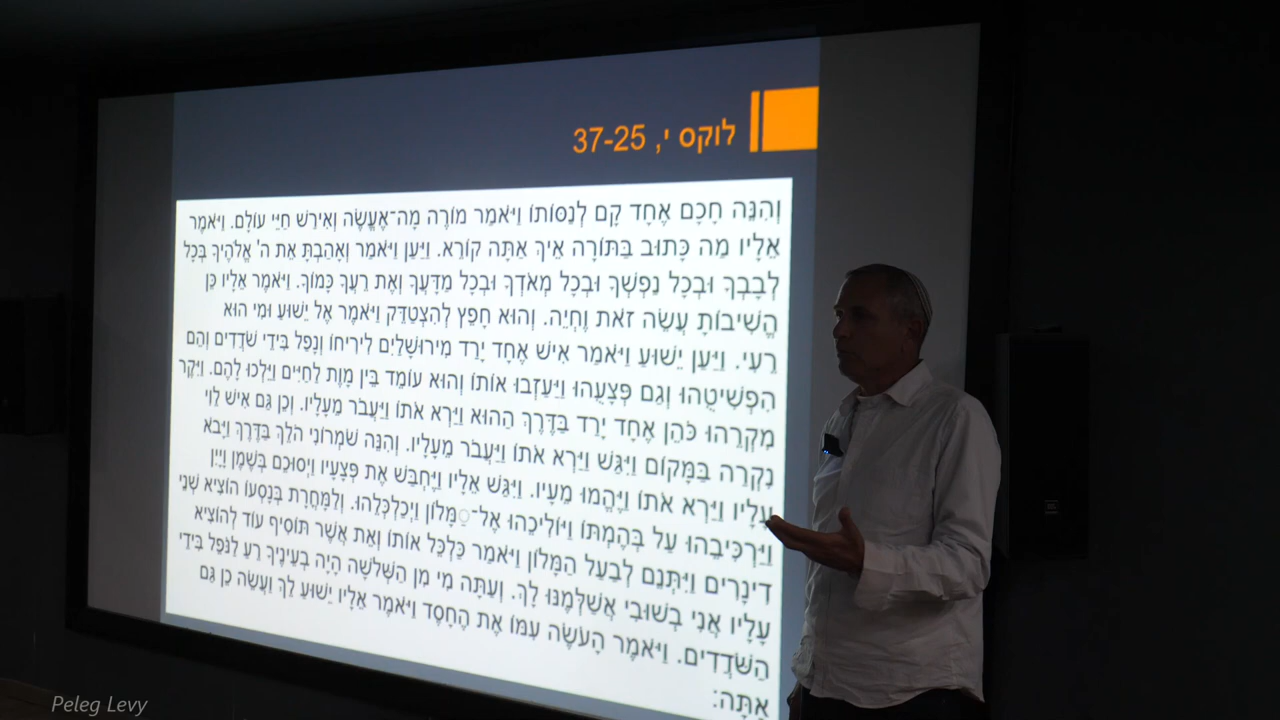 לוקס י, 37-25
וְהִנֵּה חָכָם אֶחָד קָם לְנַסּוֹתוֹ וַיֹּאמַר מוֹרֶה מָה־אֶעֱשֶׂה וְאִירַשׁ חַיֵּי עוֹלָם. וַיֹּאמֶר
אֵלָיו מַה כָּתוּב בַּתּוֹרָה אֵיךְ אַתָּה קוֹרֵא. וַיַּעַן וַיֹּאמַר וְאָהַבְתָּ אֵת ה' אֱלֹהֶיךָ בְּכָל
לְבָבְךָ וּבְכָל נַפְשְׁךָ וּבְכָל מְאֹדְךָ וּבְכָל מַדָּעֲךָ וְאֶת רֵעֲךָ כָּמוֹךָ. וַיֹּאמֶר אֵלָיו כֵּן
הֱשִׁיבוֹתָ עֲשֵׂה זֹאת וֶחְיֵה. וְהוּא חָפֵץ לְהִצְטַדֵּק וַיֹּאמֶר אֶל יֵשׁוּעַ וּמִי הוּא
רֵעִי. וַיַּעַן יֵשׁוּעַ וַיֹּאמַר אִישׁ אֶחָד יָרַד מִירוּשָׁלַיִם לִירִיחוֹ וְנָפַל בִּידֵי שֹׁדְדִים וְהֵם
הִפְשִׁיטֻהוּ וְגַם פְּצָעֻהוּ וַיַּעַזְבוּ אוֹתוֹ וְהוּא עוֹמֵד בֵּין מָוֶת לַחַיִּים וַיֵּלְכוּ לָהֶם. וַיִּקֶר
מִקְרֵהוּ כֹּהֵן אֶחָד יָרַד בַּדֶּרֶךְ הַהוּא וַיַּרְא אֹתוֹ וַיַּעֲבֹר מֵעָלָיו. וְכֵן גַּם אִישׁ לֵוִי
נִקְרָה בַּמָּקוֹם וַיִּגַּשׁ וַיַּרְא אֹתוֹ וַיַּעֲבֹר מֵעָלָיו. וְהִנֵּה שֹׁמְרוֹנִי הֹלֵךְ בַּדֶּרֶךְ וַיָּבֹא
עָלָיו וַיַּרְא אֹתוֹ וַיֶּהֱמוּ מֵעָיו. וַיִּגַּשׁ אֵלָיו וַיַּחֲבֹשׁ אֶת פְּצָעָיו וַיְסוּכֵם בְּשֶׁמֶן וָיַיִן
וַיַּרְכִּיבֵהוּ עַל בְּהֶמְתּוֹ וַיּוֹלִיכֵהוּ אֶל־ַמָּלוֹן וַיְכַלְכְּלֵהוּ. וְלַמָּחֳרָת בְּנָסְעוֹ הוֹצִיא שְׁנֵי
דִינָרִים וַיִּתְּנֵם לְבַעַל הַמָּלוֹן וַיֹּאמַר כַּלְכֵּל אוֹתוֹ וְאֵת אֲשֶׁר תּוֹסִיף עוֹד לְהוֹצִיא
עָלָיו אֲנִי בְשׁוּבִי אֲשַׁלְּמֶנּוּ לָךְ. וְעַתָּה מִי מִן הַשְּׁלֹשָׁה הָיָה בְעֵינֶיךָ רֵעַ לַנֹּפֵל בִּידֵי
הַשֹּׁדְדִים. וַיֹּאמֶר הָעֹשֶׂה עִמּוֹ אֶת הֶחָסֶד וַיֹּאמֶר אֵלָיו יֵשׁוּעַ לֵךְ וַעֲשֵׂה כֵן גַּם
אָתָּה:
Peleg Levy